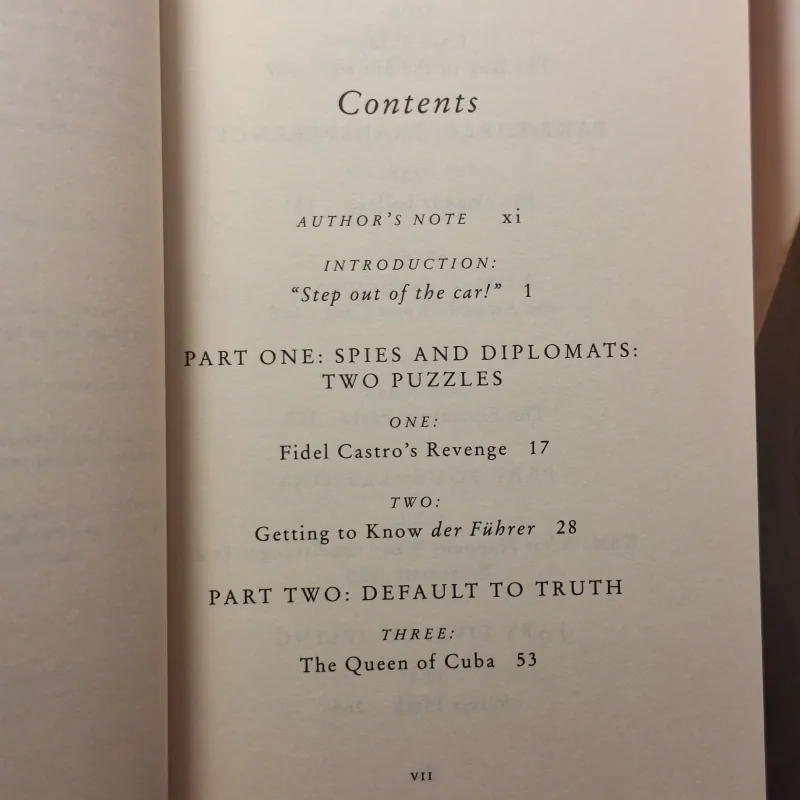 Contents
AUTHOR'S NOTE xi
INTRODUCTION:
“Step out of the car!” 1
PART ONE: SPIES AND DIPLOMATS:
TWO PUZZLES
ONE:
Fidel Castro’s Revenge 17
TWO:
Getting to Know der Führer 28
PART TWO: DEFAULT TO TRUTH
THREE:
The Queen of Cuba 53
VII